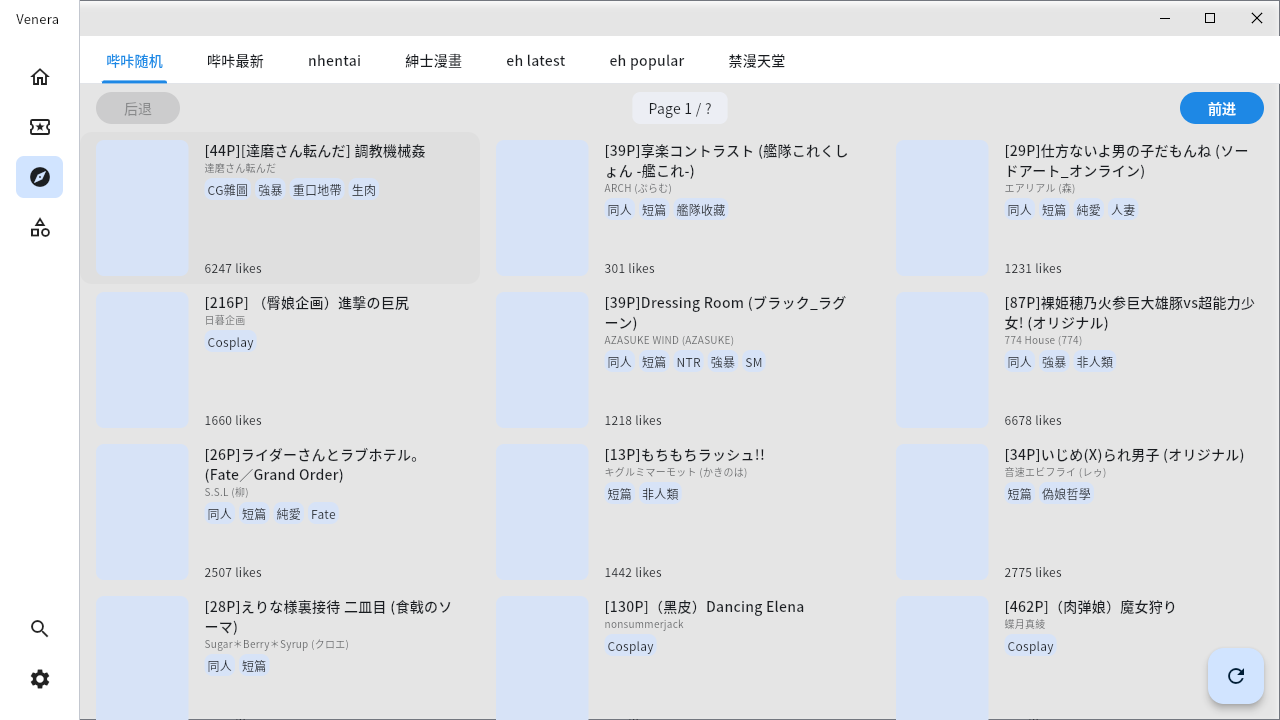 Venera
哔咔随机
哔咔最新
nhentai
紳士漫畫
eh latest
eh popular
禁漫天堂
后退
Page 1 / ?
前进
[44P][達磨さん転んだ] 調教機械姦
達磨さん転んだ
CG雜圖 強暴 重口地帶 生肉
6247 likes
[39P]享楽コントラスト (艦隊これくし
ょん -艦これ-)
ARCH (ぶらむ)
同人 短篇 艦隊收藏
301 likes
[29P]仕方ないよ男の子だもんね (ソー
ドアート_オンライン)
エアリアル (森)
同人 短篇 純愛 人妻
1231 likes
[216P] （臀娘企画）進撃の巨尻
日暮企画
Cosplay
1660 likes
[39P]Dressing Room (ブラック_ラグ
ーン)
AZASUKE WIND (AZASUKE)
同人 短篇 NTR 強暴 SM
1218 likes
[87P]裸姫穂乃火参巨大雄豚vs超能力少
女! (オリジナル)
774 House (774)
同人 強暴 非人類
6678 likes
[26P]ライダーさんとラブホテル。
(Fate／Grand Order)
S.S.L (柳)
同人 短篇 純愛 Fate
2507 likes
[13P]もちもちラッシュ!!
キグルミマーモット (かきのは)
短篇 非人類
1442 likes
[34P]いじめ(X)られ男子 (オリジナル)
音速エビフライ (レゥ)
短篇 偽娘哲學
2775 likes
[28P]えりな様裏接待 二皿目 (食戟のソ
ーマ)
Sugar＊Berry＊Syrup (クロエ)
同人 短篇
[130P]（黒皮）Dancing Elena
nonsummerjack
Cosplay
[462P]（肉弾娘）魔女狩り
蝶月真綾
Cosplay